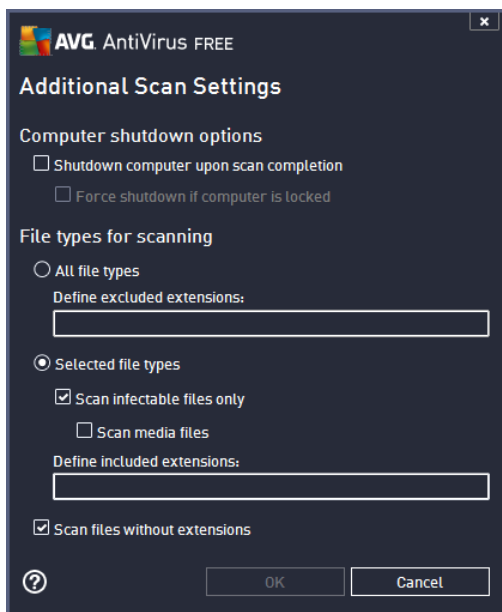 AVG. AntiVirus FREE
Additional Scan Settings
Computer shutdown options
Shutdown computer upon scan completion
Force shutdown if computer is locked
File types for scanning
All file types
Define excluded extensions:
Selected file types
Scan infectable files only
Scan media files
Define included extensions:
Scan files without extensions
OK Cancel